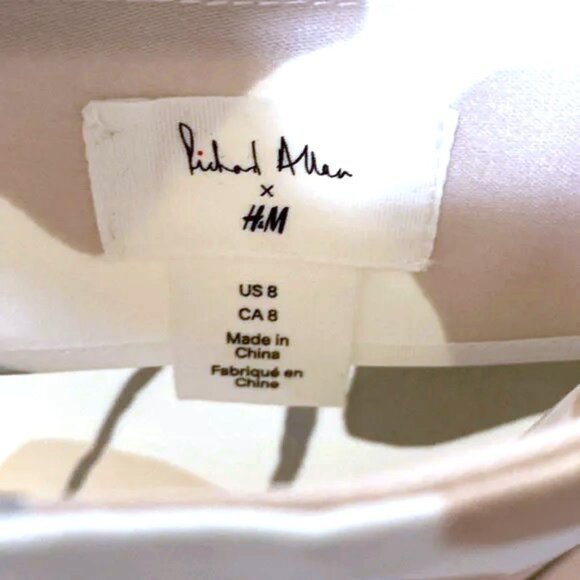 Richard Allan
x
H&M
US 8
CA 8
Made in
China
Fabriqué en
Chine